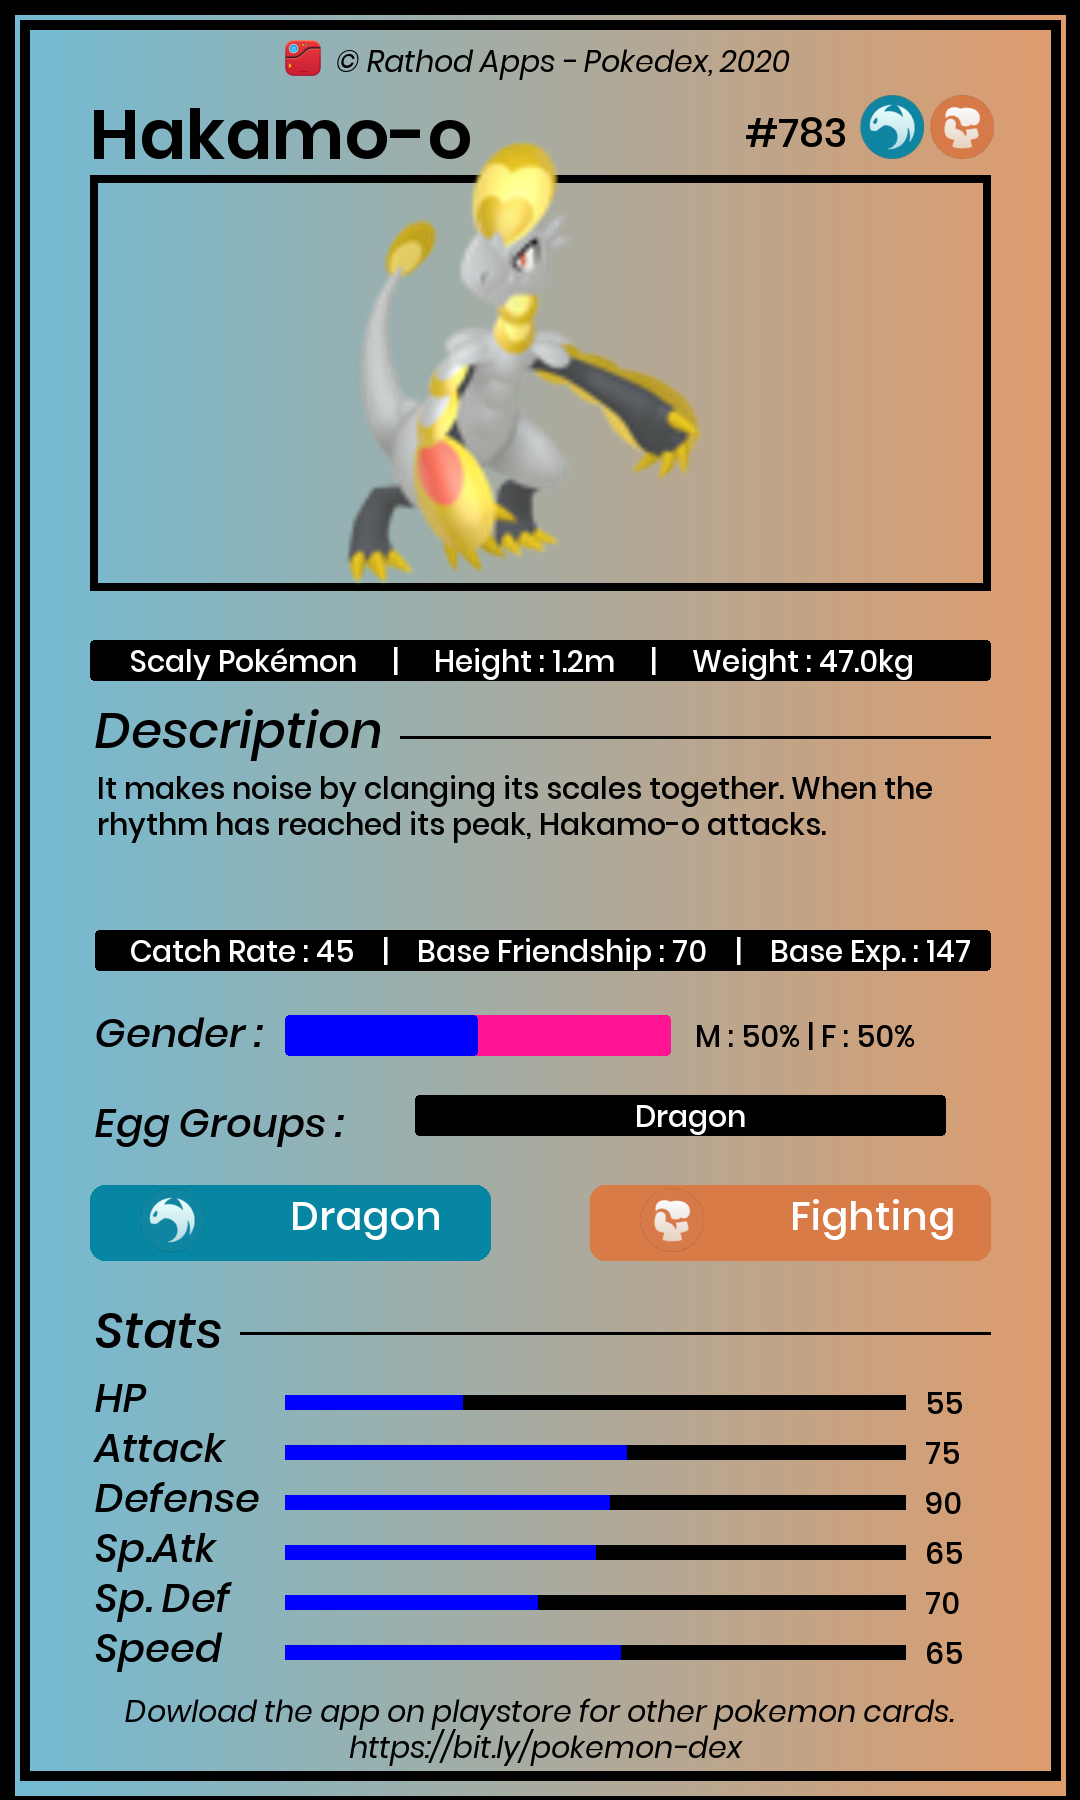 © Rathod Apps - Pokedex, 2020
Hakamo-o #783
Scaly Pokémon | Height : 1.2m | Weight : 47.0kg
Description
It makes noise by clanging its scales together. When the
rhythm has reached its peak, Hakamo-o attacks.
Catch Rate : 45 | Base Friendship : 70 | Base Exp. : 147
Gender : M : 50% | F : 50%
Egg Groups : Dragon
Dragon Fighting
Stats
HP 55
Attack 75
Defense 90
Sp.Atk 65
Sp. Def 70
Speed 65
Dowload the app on playstore for other pokemon cards.
https://bit.ly/pokemon-dex